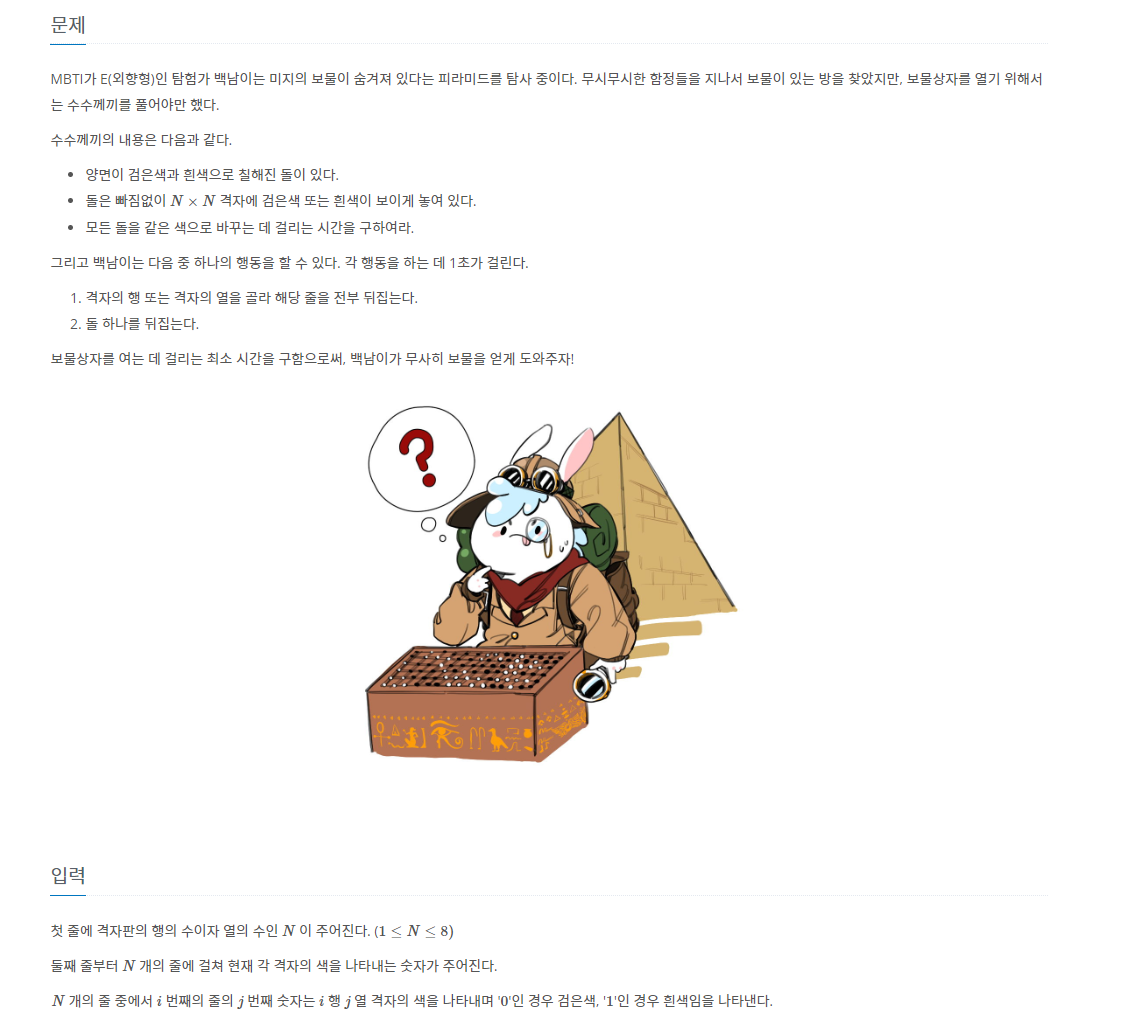 문제
MBTI가 E(외향형)인 탐험가 백남이는 미지의 보물이 숨겨져 있다는 피라미드를 탐사 중이다. 무시무시한 함정들을 지나서 보물이 있는 방을 찾았지만, 보물상자를 열기 위해서
는 수수께끼를 풀어야만 했다.
수수께끼의 내용은 다음과 같다.
• 양면이 검은색과 흰색으로 칠해진 돌이 있다.
• 돌은 빠짐없이 N × N 격자에 검은색 또는 흰색이 보이게 놓여 있다.
• 모든 돌을 같은 색으로 바꾸는 데 걸리는 시간을 구하여라.
그리고 백남이는 다음 중 하나의 행동을 할 수 있다. 각 행동을 하는 데 1초가 걸린다.
1. 격자의 행 또는 격자의 열을 골라 해당 줄을 전부 뒤집는다.
2. 돌 하나를 뒤집는다.
보물상자를 여는 데 걸리는 최소 시간을 구함으로써, 백남이가 무사히 보물을 얻게 도와주자!
?
입력
첫 줄에 격자판의 행의 수이자 열의 수인 N 이 주어진다. (1 ≤ N ≤ 8)
둘째 줄부터 N 개의 줄에 걸쳐 현재 각 격자의 색을 나타내는 숫자가 주어진다.
N 개의 줄 중에서 i 번째의 줄의 j 번째 숫자는 i 행 j 열 격자의 색을 나타내며 '0'인 경우 검은색, '1'인 경우 흰색임을 나타낸다.